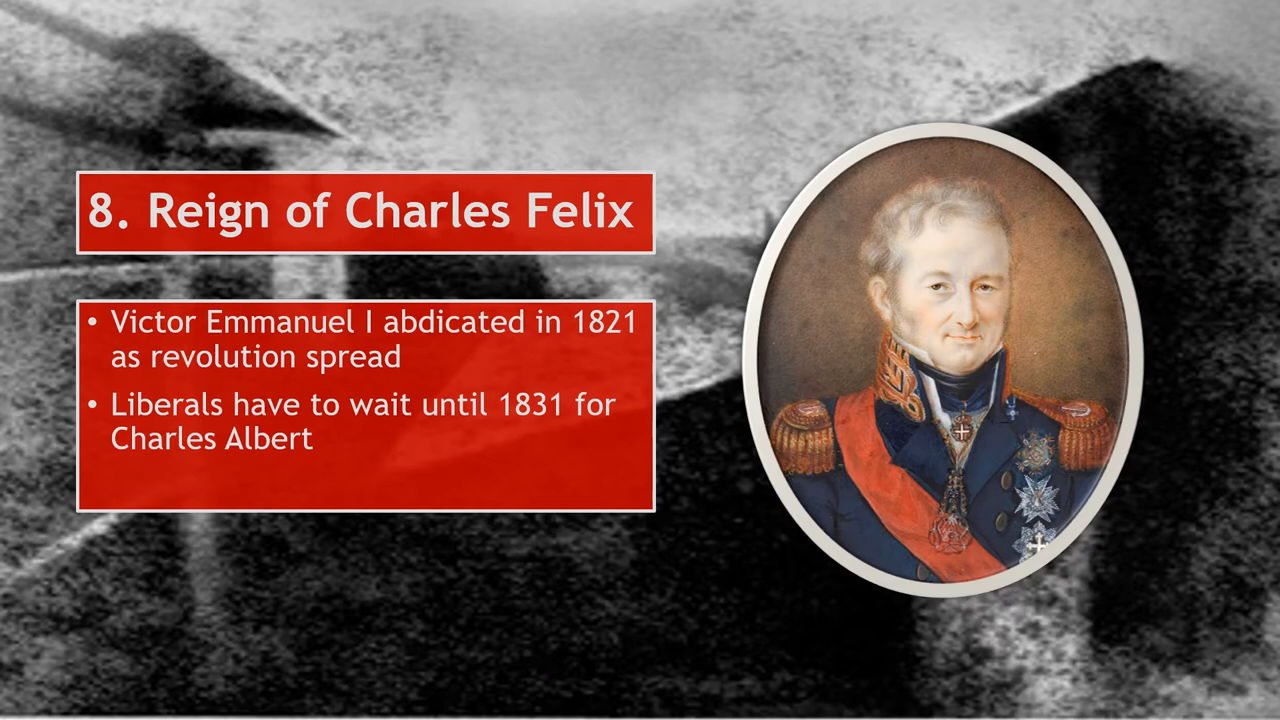 8. Reign of Charles Felix
• Victor Emmanuel I abdicated in 1821
as revolution spread
• Liberals have to wait until 1831 for
Charles Albert